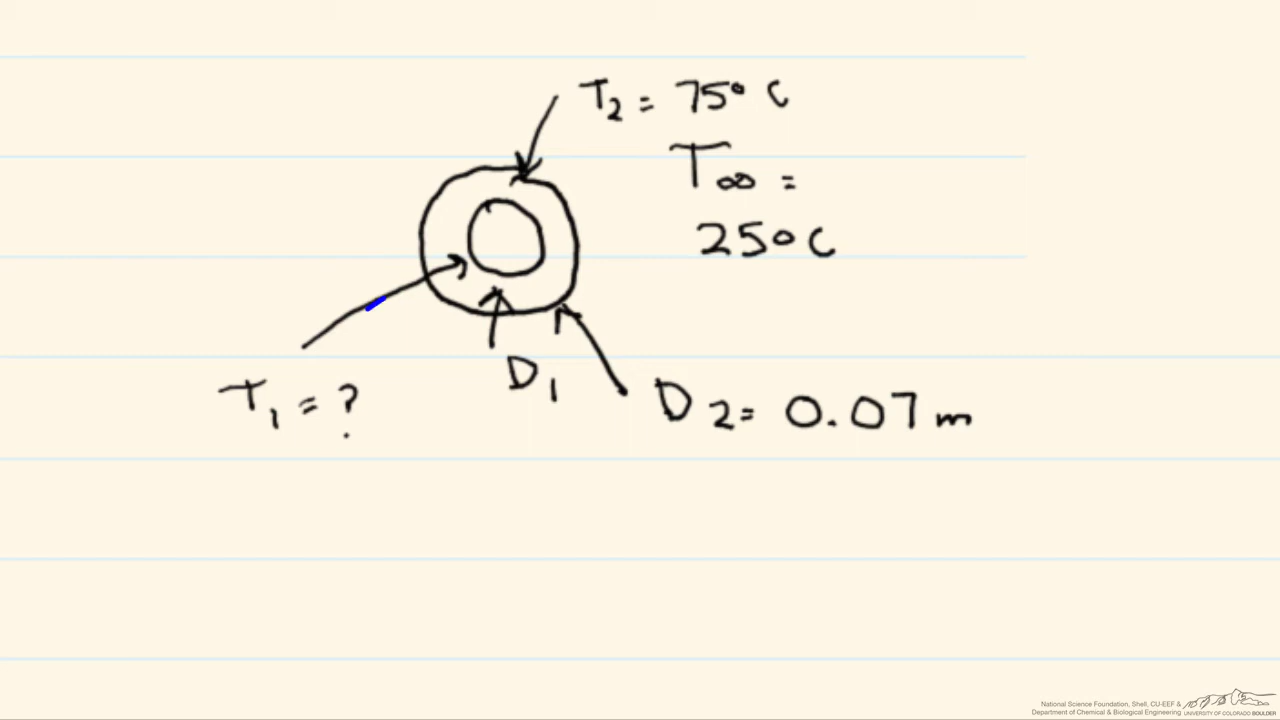 T₂ = 75° C
T∞ =
25° C
T₁ = ?
D₁
D₂ = 0.07 m
National Science Foundation, Shell, CU-EEF &
Department of Chemical & Biological Engineering
UNIVERSITY OF COLORADO BOULDER